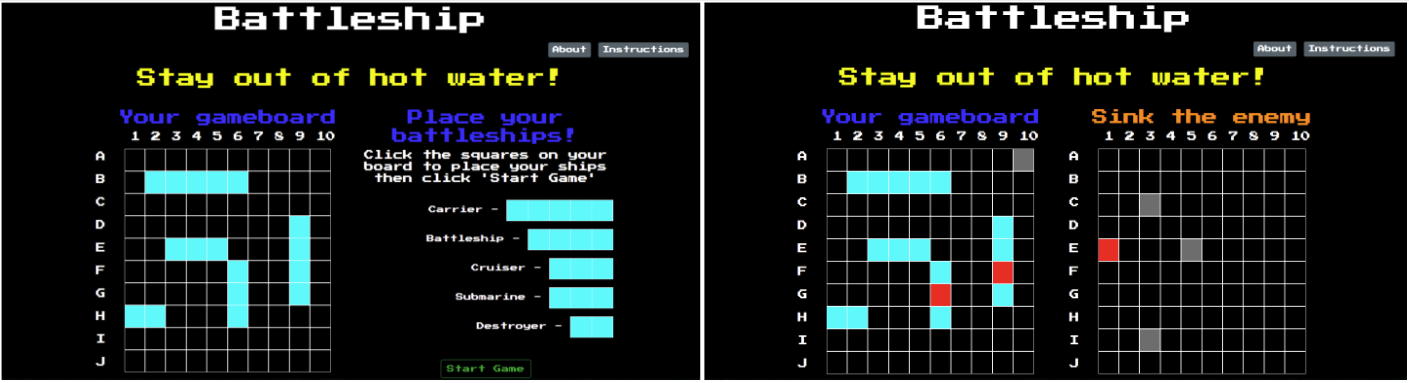 Battleship
About Instructions
Stay out of hot water!
Your gameboard
1 2 3 4 5 6 7 8 9 10
A
B
C
D
E
F
G
H
I
J
Place your
battleships!
Click the squares on your
board to place your ships
then click 'Start Game'
Carrier -
Battleship -
Cruiser -
Submarine -
Destroyer -
Start Game
Battleship
About Instructions
Stay out of hot water!
Your gameboard
1 2 3 4 5 6 7 8 9 10
A
B
C
D
E
F
G
H
I
J
Sink the enemy
1 2 3 4 5 6 7 8 9 10
A
B
C
D
E
F
G
H
I
J